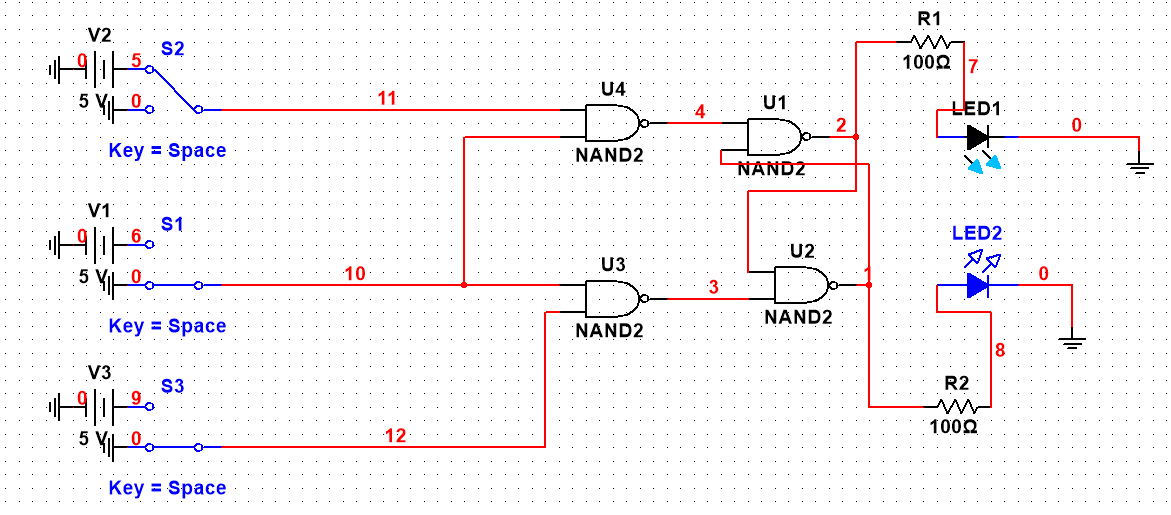 V2
0
5
S2
5 V
0
Key = Space
11
U4
NAND2
4
U1
NAND2
2
R1
100Ω
7
LED1
0
V1
0
6
S1
5 V
0
Key = Space
10
U3
NAND2
3
U2
NAND2
1
LED2
0
8
R2
100Ω
V3
0
9
S3
5 V
0
Key = Space
12